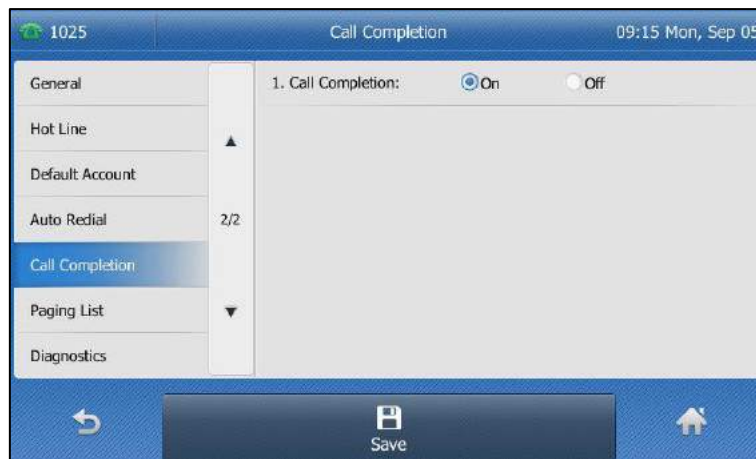 1025 Call Completion 09:15 Mon, Sep 05
General
Hot Line
Default Account
Auto Redial
Call Completion
Paging List
Diagnostics
2/2
1. Call Completion: On Off
Save